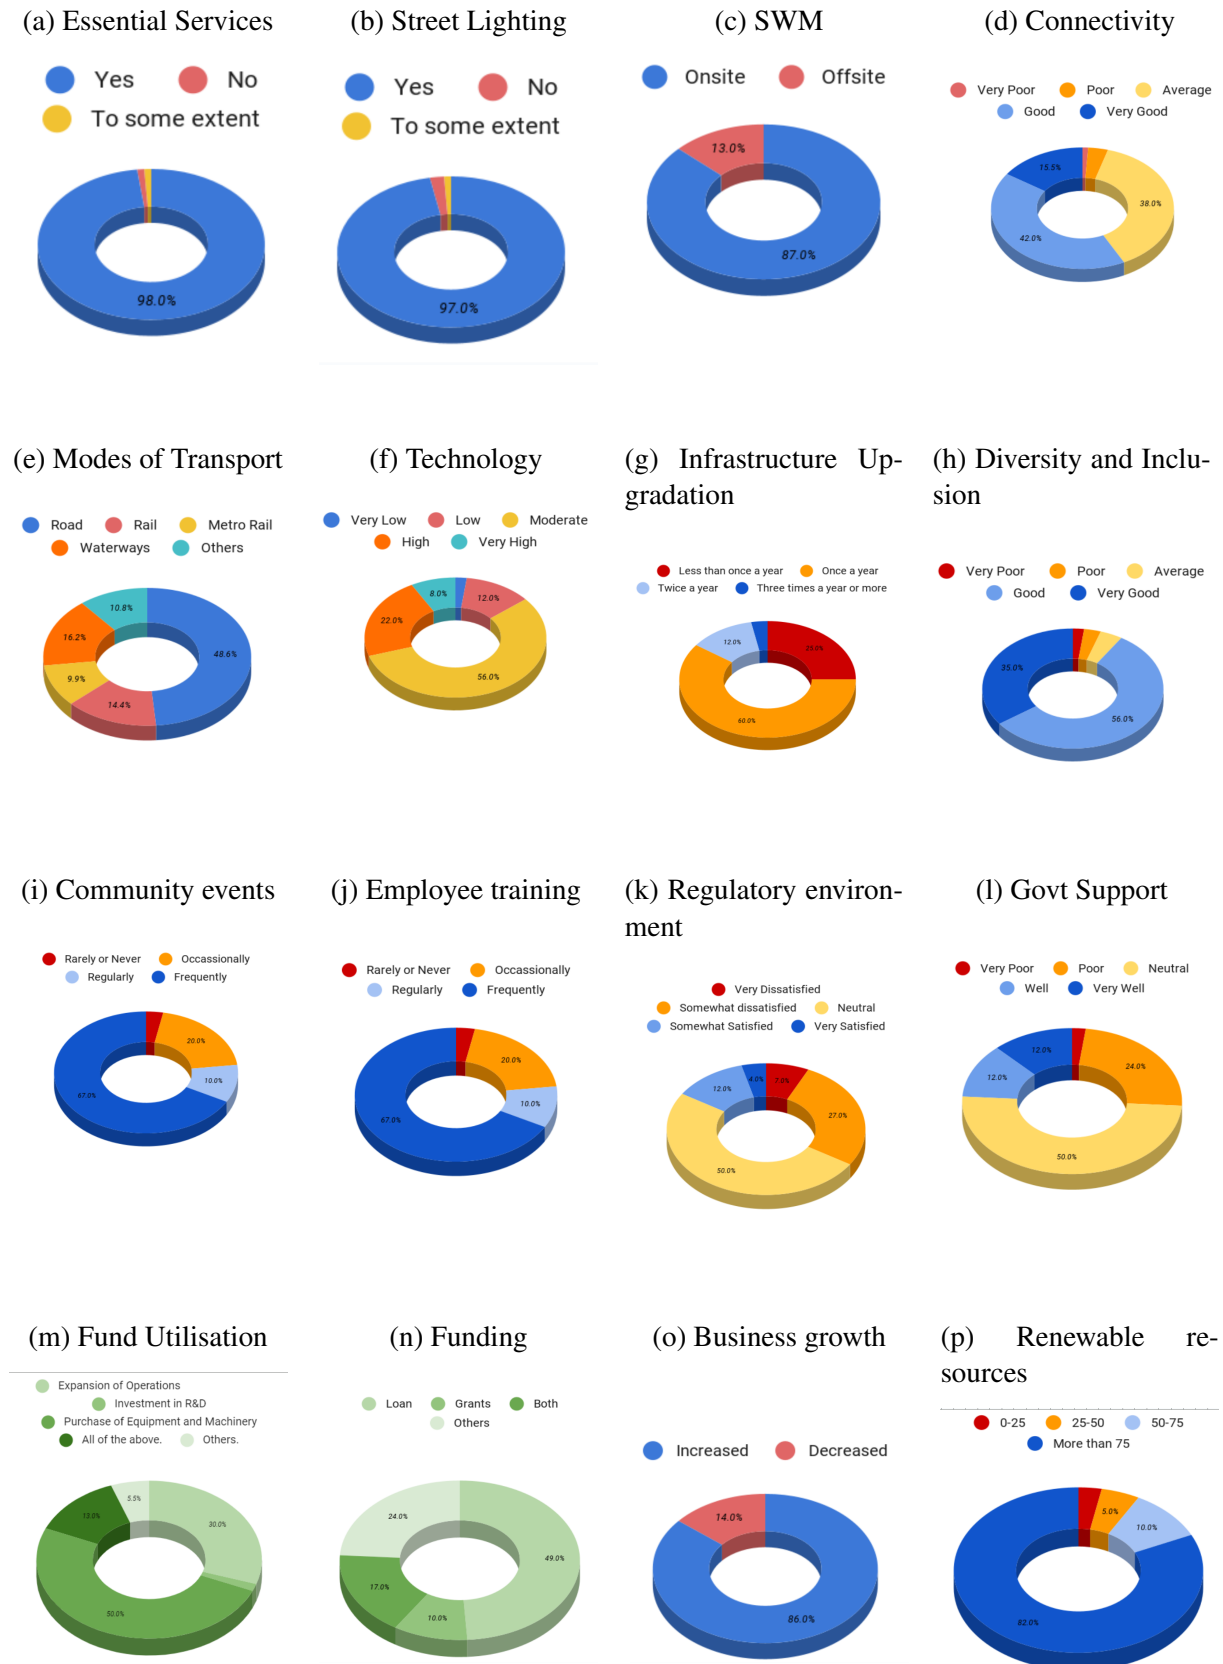 (a) Essential Services
Yes No
To some extent
98.0%
(b) Street Lighting
Yes No
To some extent
97.0%
(c) SWM
Onsite Offsite
13.0%
87.0%
(d) Connectivity
Very Poor Poor Average
Good Very Good
15.5%
38.0%
42.0%
(e) Modes of Transport
Road Rail Metro Rail
Waterways Others
10.8%
16.2%
48.6%
9.9%
14.4%
(f) Technology
Very Low Low Moderate
High Very High
8.0%
12.0%
22.0%
56.0%
(g) Infrastructure Up-
gradation
Less than once a year Once a year
Twice a year Three times a year or more
12.0%
25.0%
60.0%
(h) Diversity and Inclu-
sion
Very Poor Poor Average
Good Very Good
35.0%
56.0%
(i) Community events
Rarely or Never Occassionally
Regularly Frequently
20.0%
10.0%
67.0%
(j) Employee training
Rarely or Never Occassionally
Regularly Frequently
20.0%
10.0%
67.0%
(k) Regulatory environ-
ment
Very Dissatisfied
Somewhat dissatisfied Neutral
Somewhat Satisfied Very Satisfied
4.0%
7.0%
12.0%
27.0%
50.0%
(l) Govt Support
Very Poor Poor Neutral
Well Very Well
12.0%
24.0%
12.0%
50.0%
(m) Fund Utilisation
Expansion of Operations
Investment in R&D
Purchase of Equipment and Machinery
All of the above. Others.
5.5%
13.0%
30.0%
50.0%
(n) Funding
Loan Grants Both
Others
24.0%
49.0%
17.0%
10.0%
(o) Business growth
Increased Decreased
14.0%
86.0%
(p) Renewable re-
sources
0-25 25-50 50-75
More than 75
5.0%
10.0%
82.0%